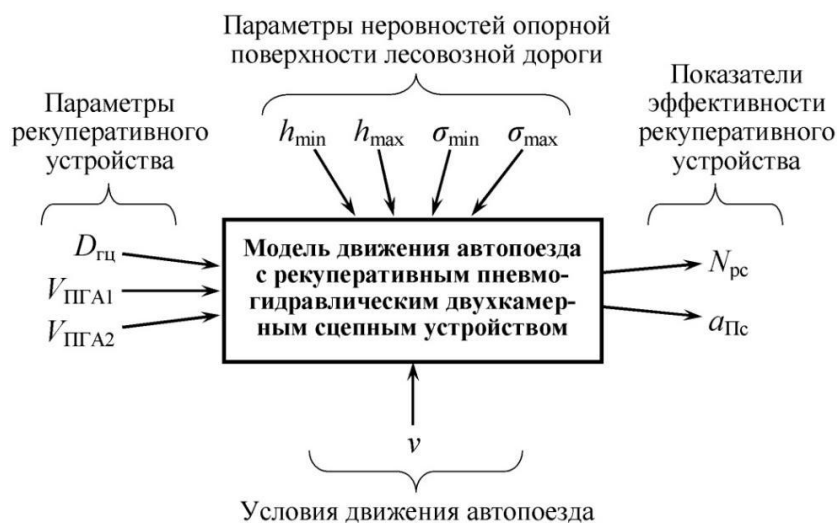 Параметры неровностей опорной
поверхности лесовозной дороги
Параметры
рекуперативного
устройства
Показатели
эффективности
рекуперативного
устройства
h_min h_max σ_min σ_max
D_гц
V_ПГА1
V_ПГА2
Модель движения автопоезда
с рекуперативным пневмо-
гидравлическим двухкамер-
ным сцепным устройством
N_рс
a_Пс
v
Условия движения автопоезда